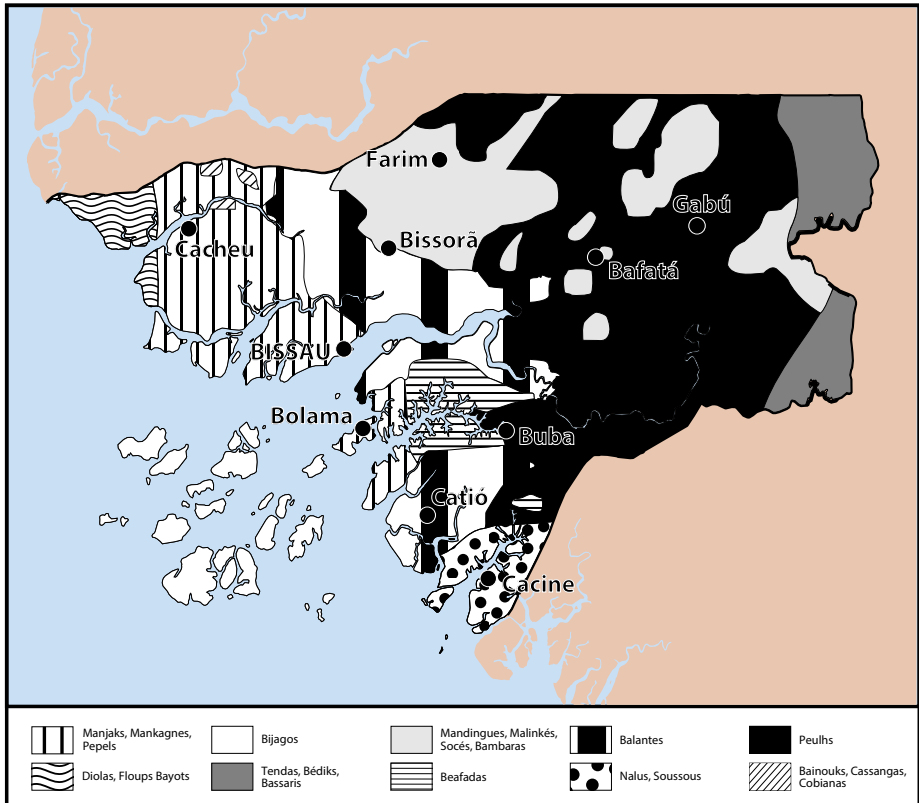 Farim
Gabú
Cacheu
Bissorã
Bafatá
BISSAU
Bolama
Buba
Catió
Cacine
Manjaks, Mankagnes,
Pepels
Bijagos
Mandingues, Malinkés,
Socés, Bambaras
Balantes
Peulhs
Diolas, Floups Bayots
Tendas, Bédiks,
Bassaris
Beafadas
Nalus, Soussous
Bainouks, Cassangas,
Cobianas